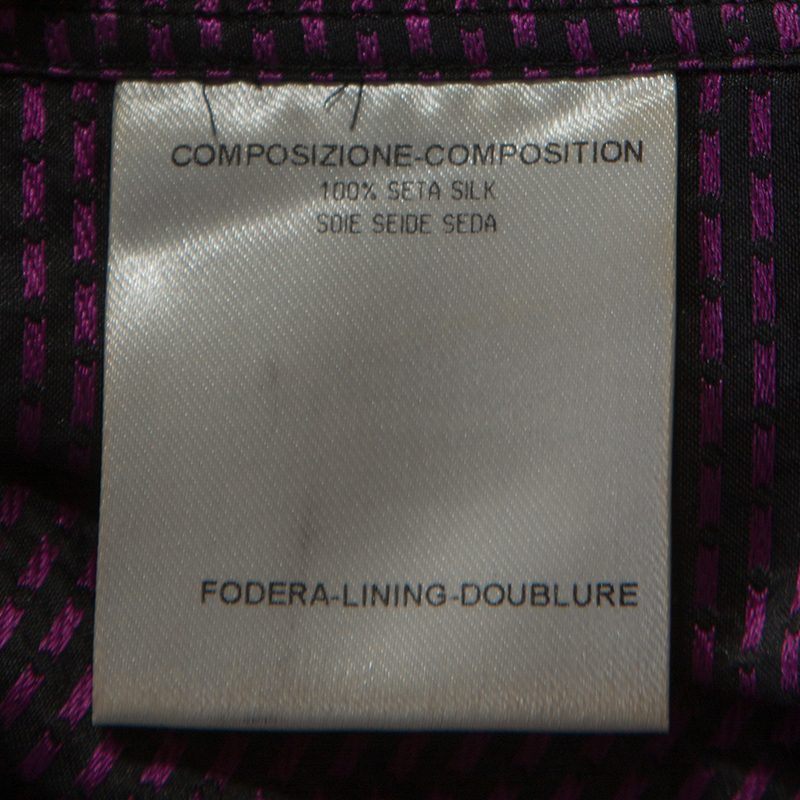 COMPOSIZIONE-COMPOSITION
100% SETA SILK
SOIE SEIDE SEDA
FODERA-LINING-DOUBLURE